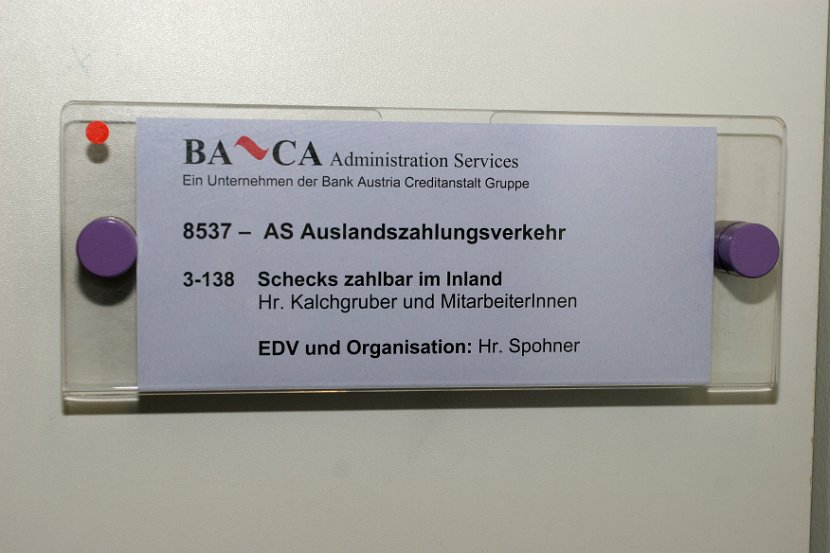 BA CA Administration Services
Ein Unternehmen der Bank Austria Creditanstalt Gruppe
8537 – AS Auslandszahlungsverkehr
3-138 Schecks zahlbar im Inland
Hr. Kalchgruber und MitarbeiterInnen
EDV und Organisation: Hr. Spohner